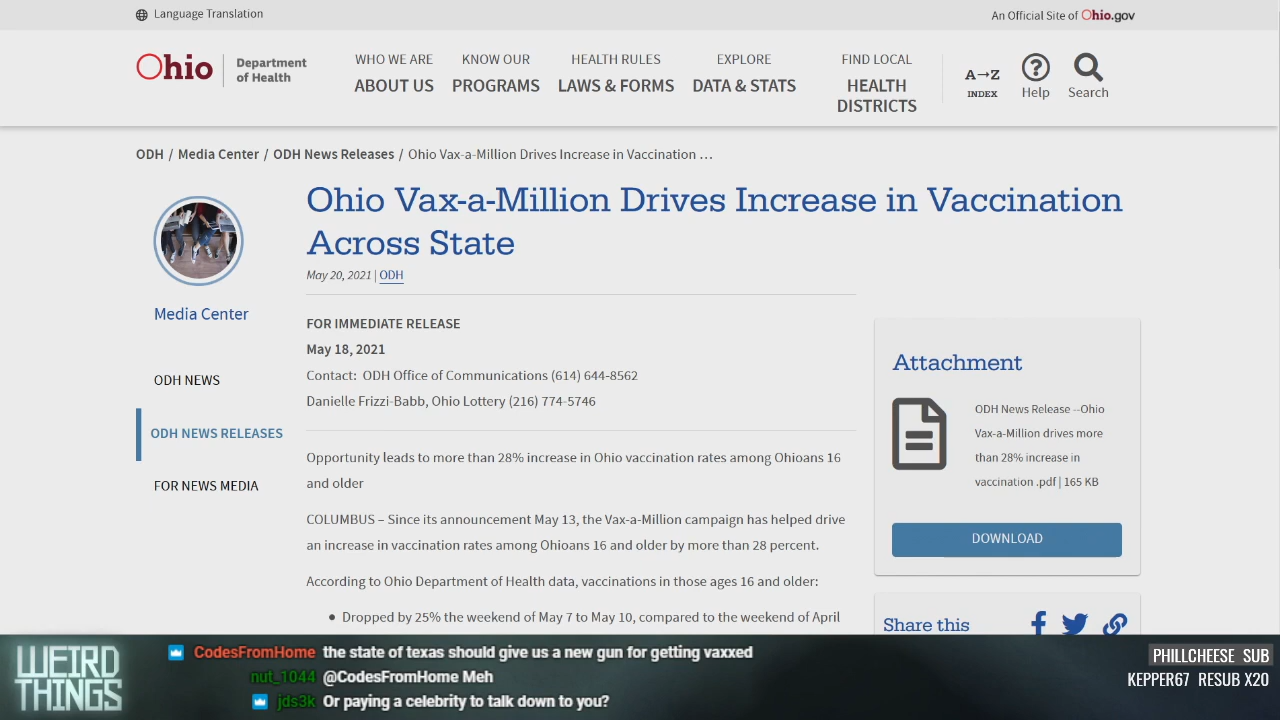 Language Translation
An Official Site of Ohio.gov
Ohio
Department
of Health
WHO WE ARE
ABOUT US
KNOW OUR
PROGRAMS
HEALTH RULES
LAWS & FORMS
EXPLORE
DATA & STATS
FIND LOCAL
HEALTH
DISTRICTS
A→Z
INDEX
Help
Search
ODH / Media Center / ODH News Releases / Ohio Vax-a-Million Drives Increase in Vaccination …
Ohio Vax-a-Million Drives Increase in Vaccination
Across State
May 20, 2021 | ODH
Media Center
ODH NEWS
ODH NEWS RELEASES
FOR NEWS MEDIA
FOR IMMEDIATE RELEASE
May 18, 2021
Contact: ODH Office of Communications (614) 644-8562
Danielle Frizzi-Babb, Ohio Lottery (216) 774-5746
Opportunity leads to more than 28% increase in Ohio vaccination rates among Ohioans 16
and older
COLUMBUS – Since its announcement May 13, the Vax-a-Million campaign has helped drive
an increase in vaccination rates among Ohioans 16 and older by more than 28 percent.
According to Ohio Department of Health data, vaccinations in those ages 16 and older:
● Dropped by 25% the weekend of May 7 to May 10, compared to the weekend of April
Attachment
ODH News Release --Ohio
Vax-a-Million drives more
than 28% increase in
vaccination .pdf | 165 KB
DOWNLOAD
Share this
WEIRD
THINGS
CodesFromHome the state of texas should give us a new gun for getting vaxxed
nut_1044 @CodesFromHome Meh
jds3k Or paying a celebrity to talk down to you?
PHILLCHEESE SUB
KEPPER67 RESUB X20